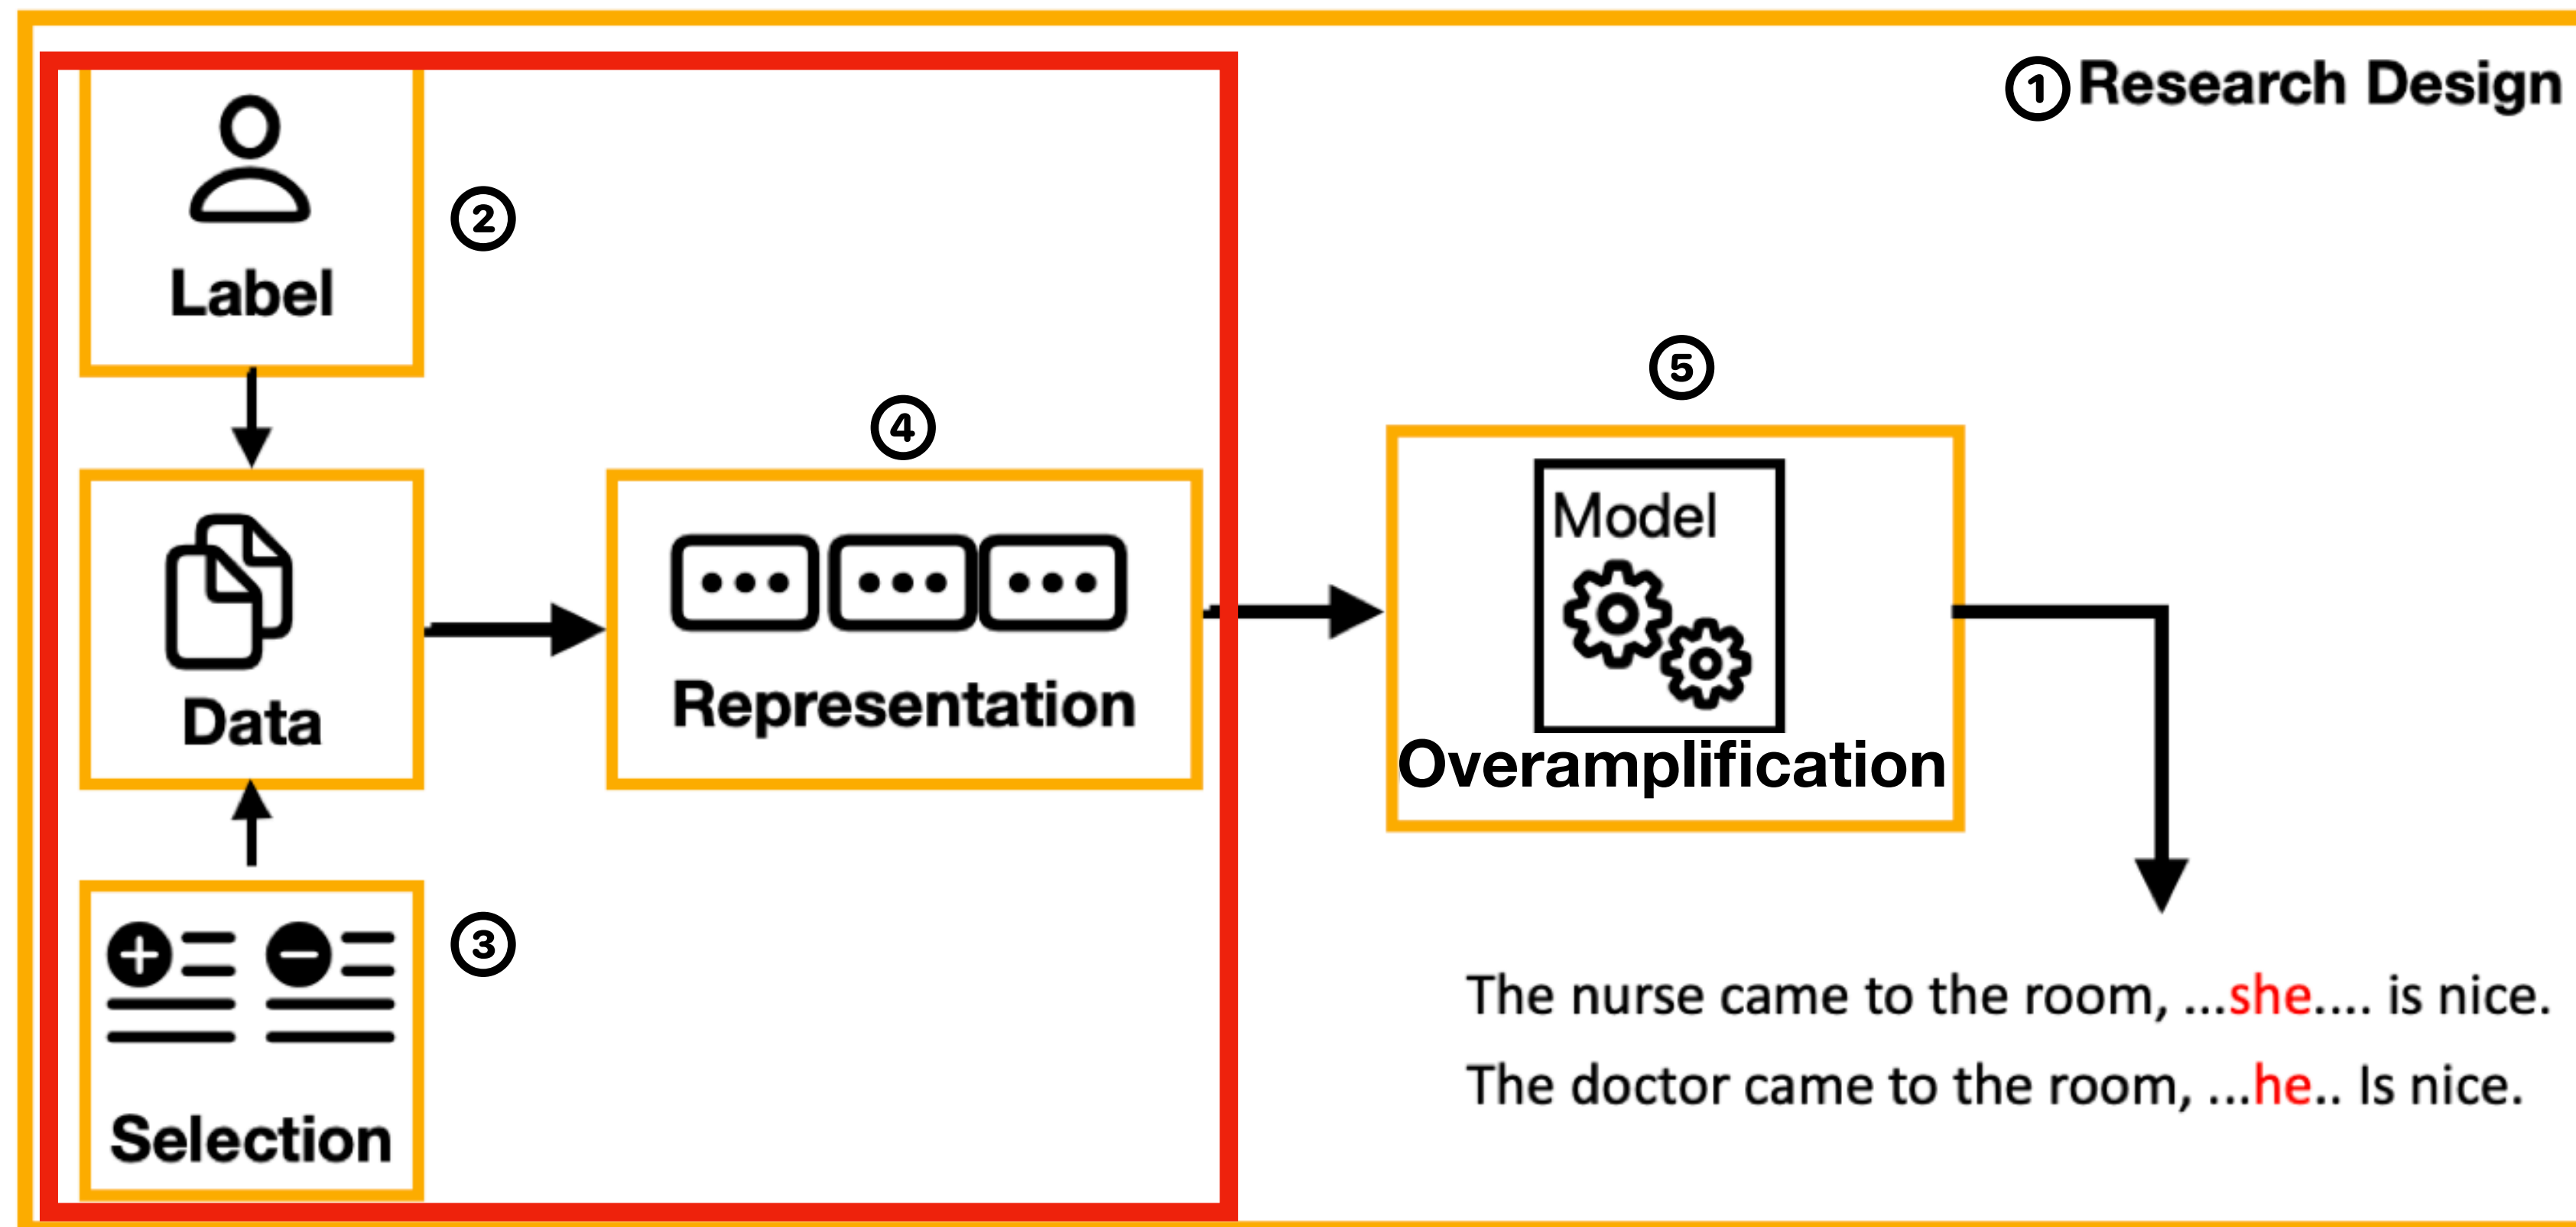 ① Research Design
Label
②
④
⑤
Data
Representation
Model
Overamplification
③
Selection
The nurse came to the room, ...she.... is nice.
The doctor came to the room, ...he.. Is nice.